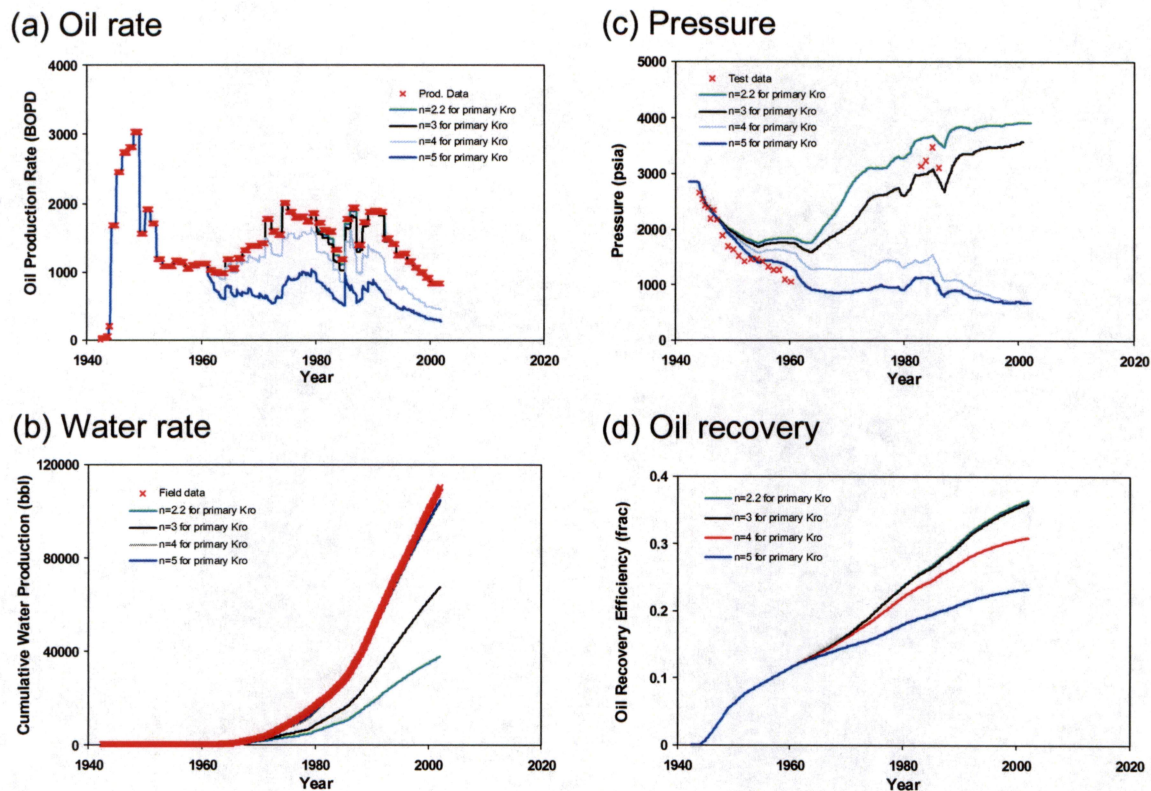 (a) Oil rate
4000
3000
2000
1000
0
Oil Production Rate (BOPD
Prod. Data
n=2.2 for primary Kro
n=3 for primary Kro
n=4 for primary Kro
n=5 for primary Kro
1940
1960
1980
2000
2020
Year
(c) Pressure
5000
4000
3000
2000
1000
0
Pressure (psia)
Test data
n=2.2 for primary Kro
n=3 for primary Kro
n=4 for primary Kro
n=5 for primary Kro
1940
1960
1980
2000
2020
Year
(b) Water rate
120000
80000
40000
0
Cumulative Water Production (bbl)
Field data
n=2.2 for primary Kro
n=3 for primary Kro
n=4 for primary Kro
n=5 for primary Kro
1940
1960
1980
2000
2020
Year
(d) Oil recovery
0.4
0.3
0.2
0.1
0
Oil Recovery Efficiency (frac)
n=2.2 for primary Kro
n=3 for primary Kro
n=4 for primary Kro
n=5 for primary Kro
1940
1960
1980
2000
2020
Year